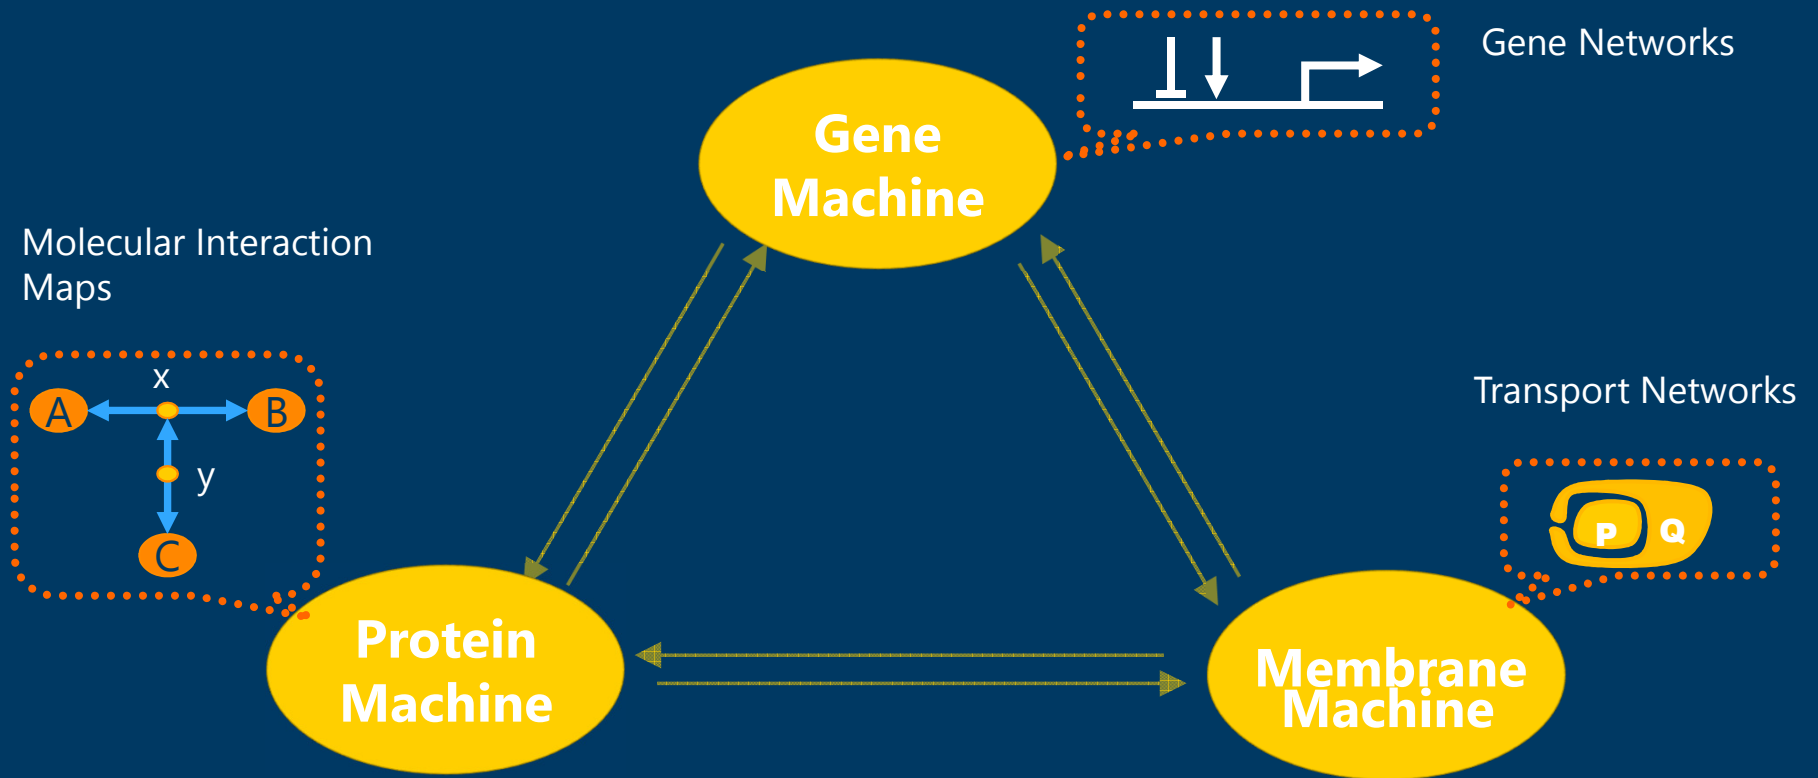 Gene Networks
Gene
Machine
Molecular Interaction
Maps
x
A
B
y
C
Transport Networks
P Q
Protein
Machine
Membrane
Machine